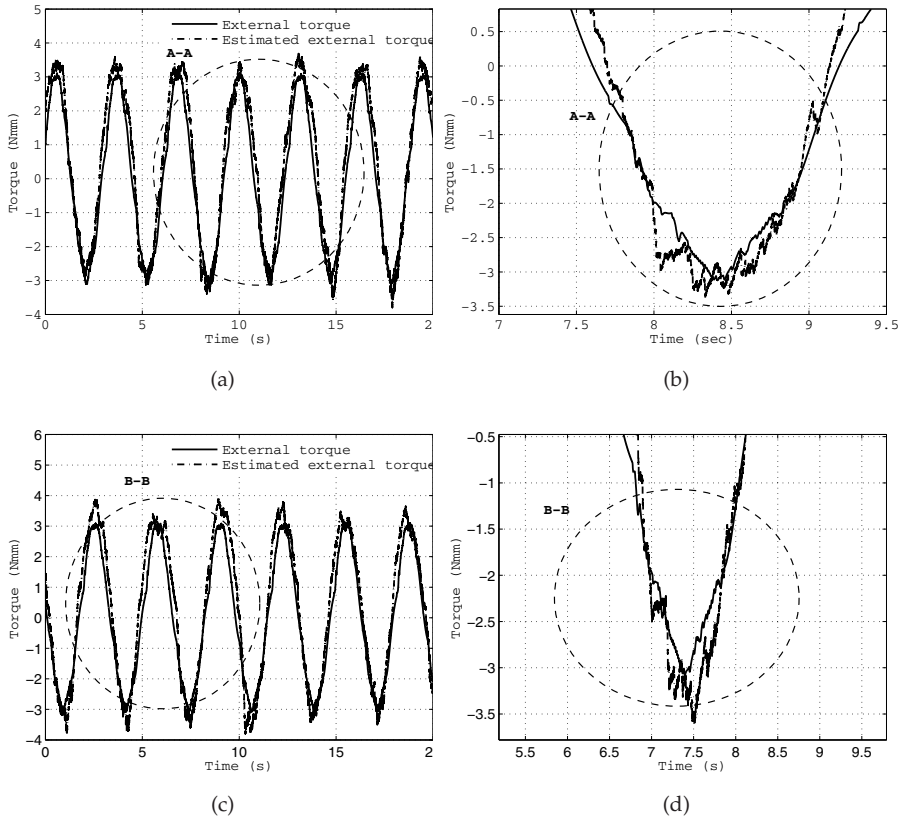 External torque
Estimated external torque
A-A
Torque (Nmm)
5
4
3
2
1
0
−1
−2
−3
−4
0 5 10 15 2
Time (s)
(a)
A-A
Torque (Nmm)
0.5
0
−0.5
−1
−1.5
−2
−2.5
−3
−3.5
7 7.5 8 8.5 9 9.5
Time (sec)
(b)
External torque
Estimated external torque
B-B
Torque (Nmm)
6
5
4
3
2
1
0
−1
−2
−3
−4
0 5 10 15 2
Time (s)
(c)
B-B
Torque (Nmm)
−0.5
−1
−1.5
−2
−2.5
−3
−3.5
5.5 6 6.5 7 7.5 8 8.5 9 9.5
Time (s)
(d)